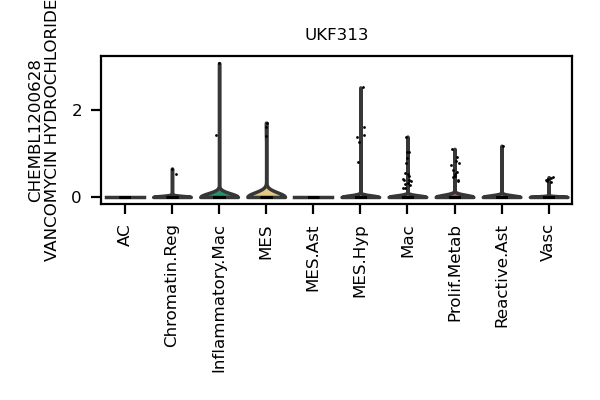 UKF313
CHEMBL1200628
VANCOMYCIN HYDROCHLORIDE
2
0
AC
Chromatin.Reg
Inflammatory.Mac
MES
MES.Ast
MES.Hyp
Mac
Prolif.Metab
Reactive.Ast
Vasc